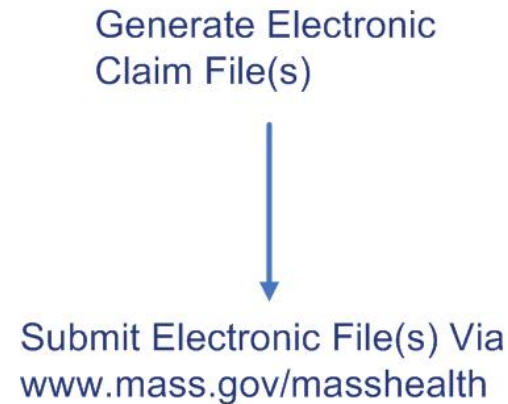 Generate Electronic
Claim File(s)
Submit Electronic File(s) Via
www.mass.gov/masshealth